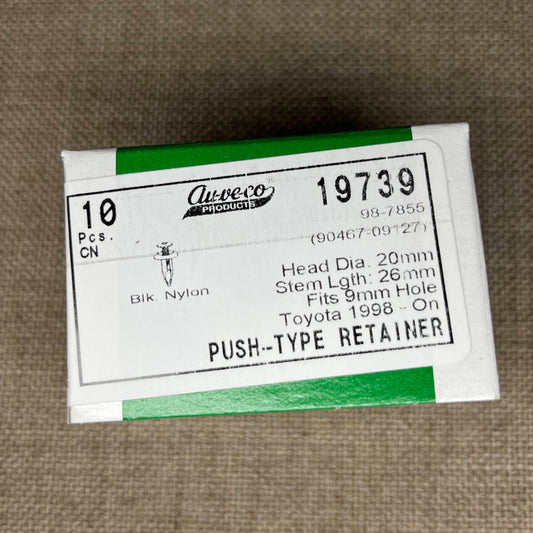 10
Pcs.
CN
Au-ve-co®
PRODUCTS
19739
98-7855
(90467-09127)
Blk. Nylon
Head Dia. 20mm
Stem Lgth: 26mm
Fits 9mm Hole
Toyota 1998 - On
PUSH-TYPE RETAINER